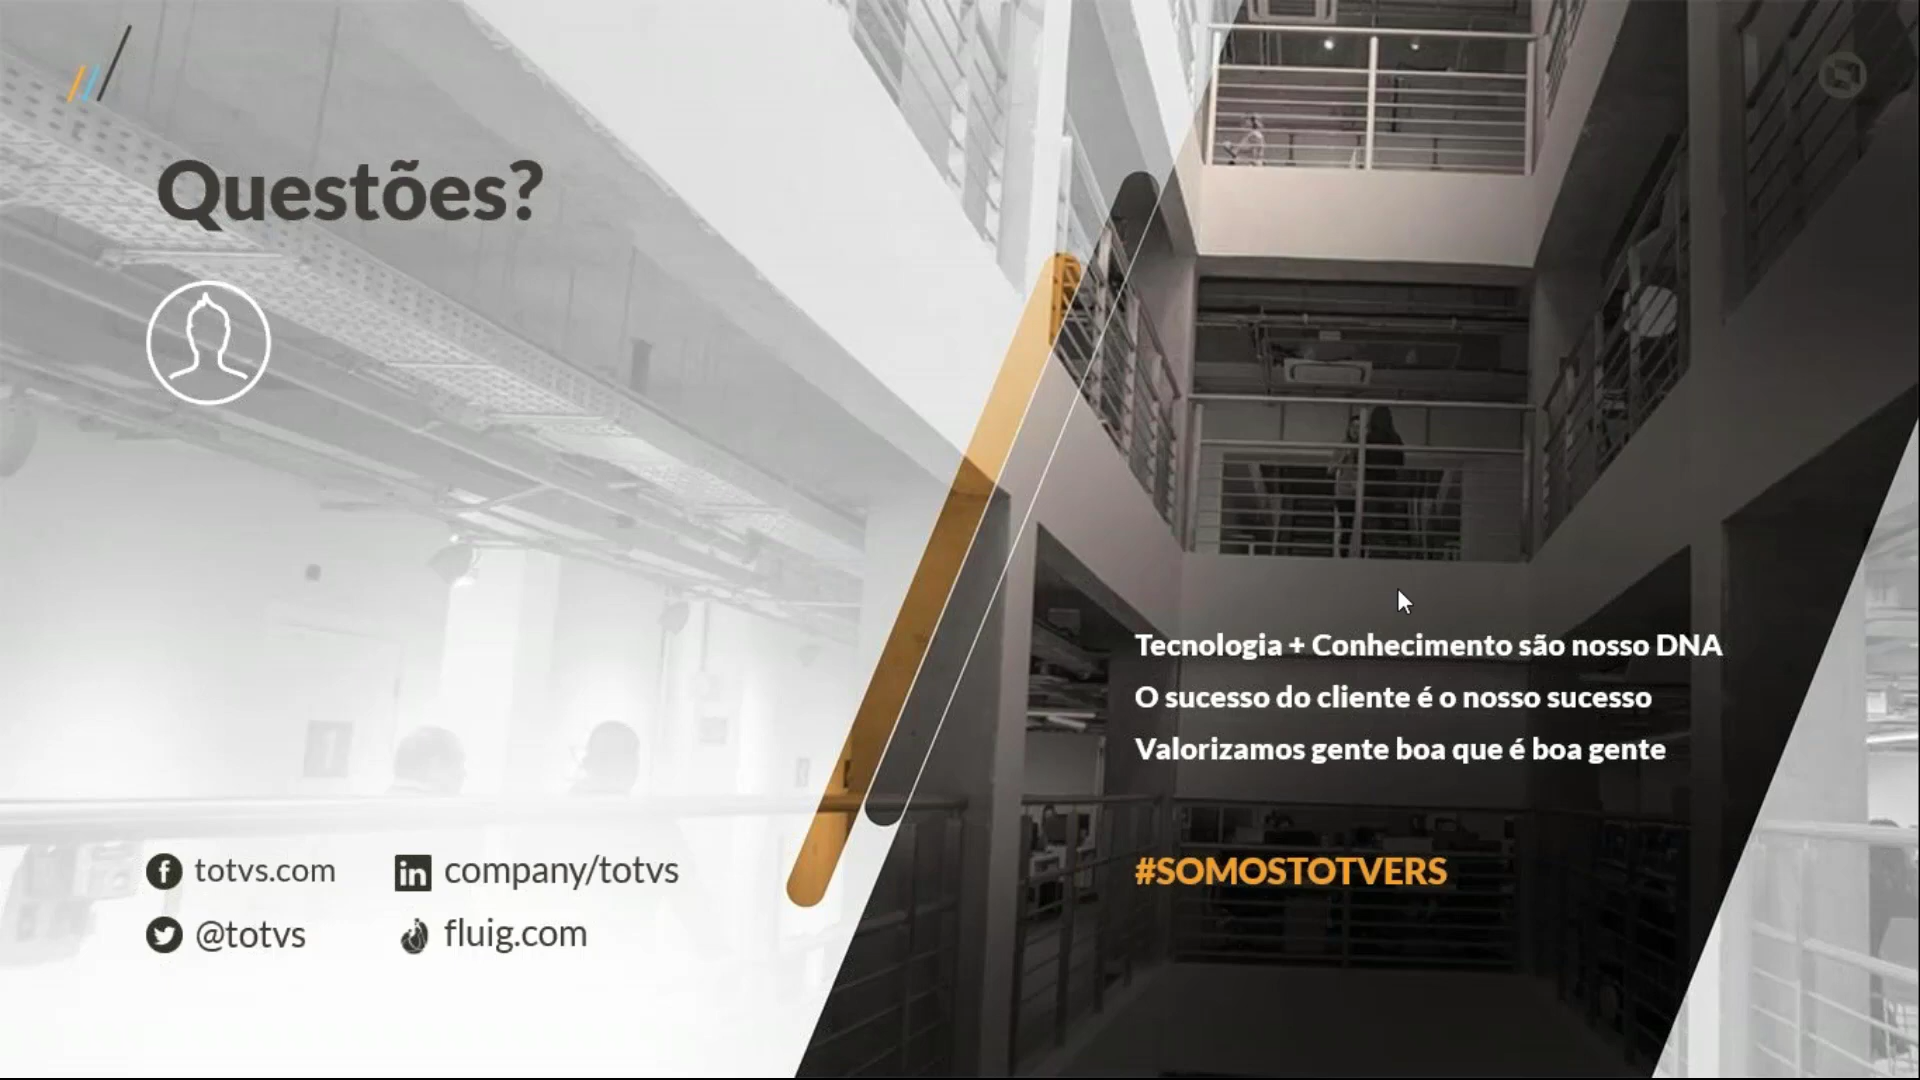 Questões?
Tecnologia + Conhecimento são nosso DNA
O sucesso do cliente é o nosso sucesso
Valorizamos gente boa que é boa gente
#SOMOSTOTVERS
totvs.com
company/totvs
@totvs
fluig.com